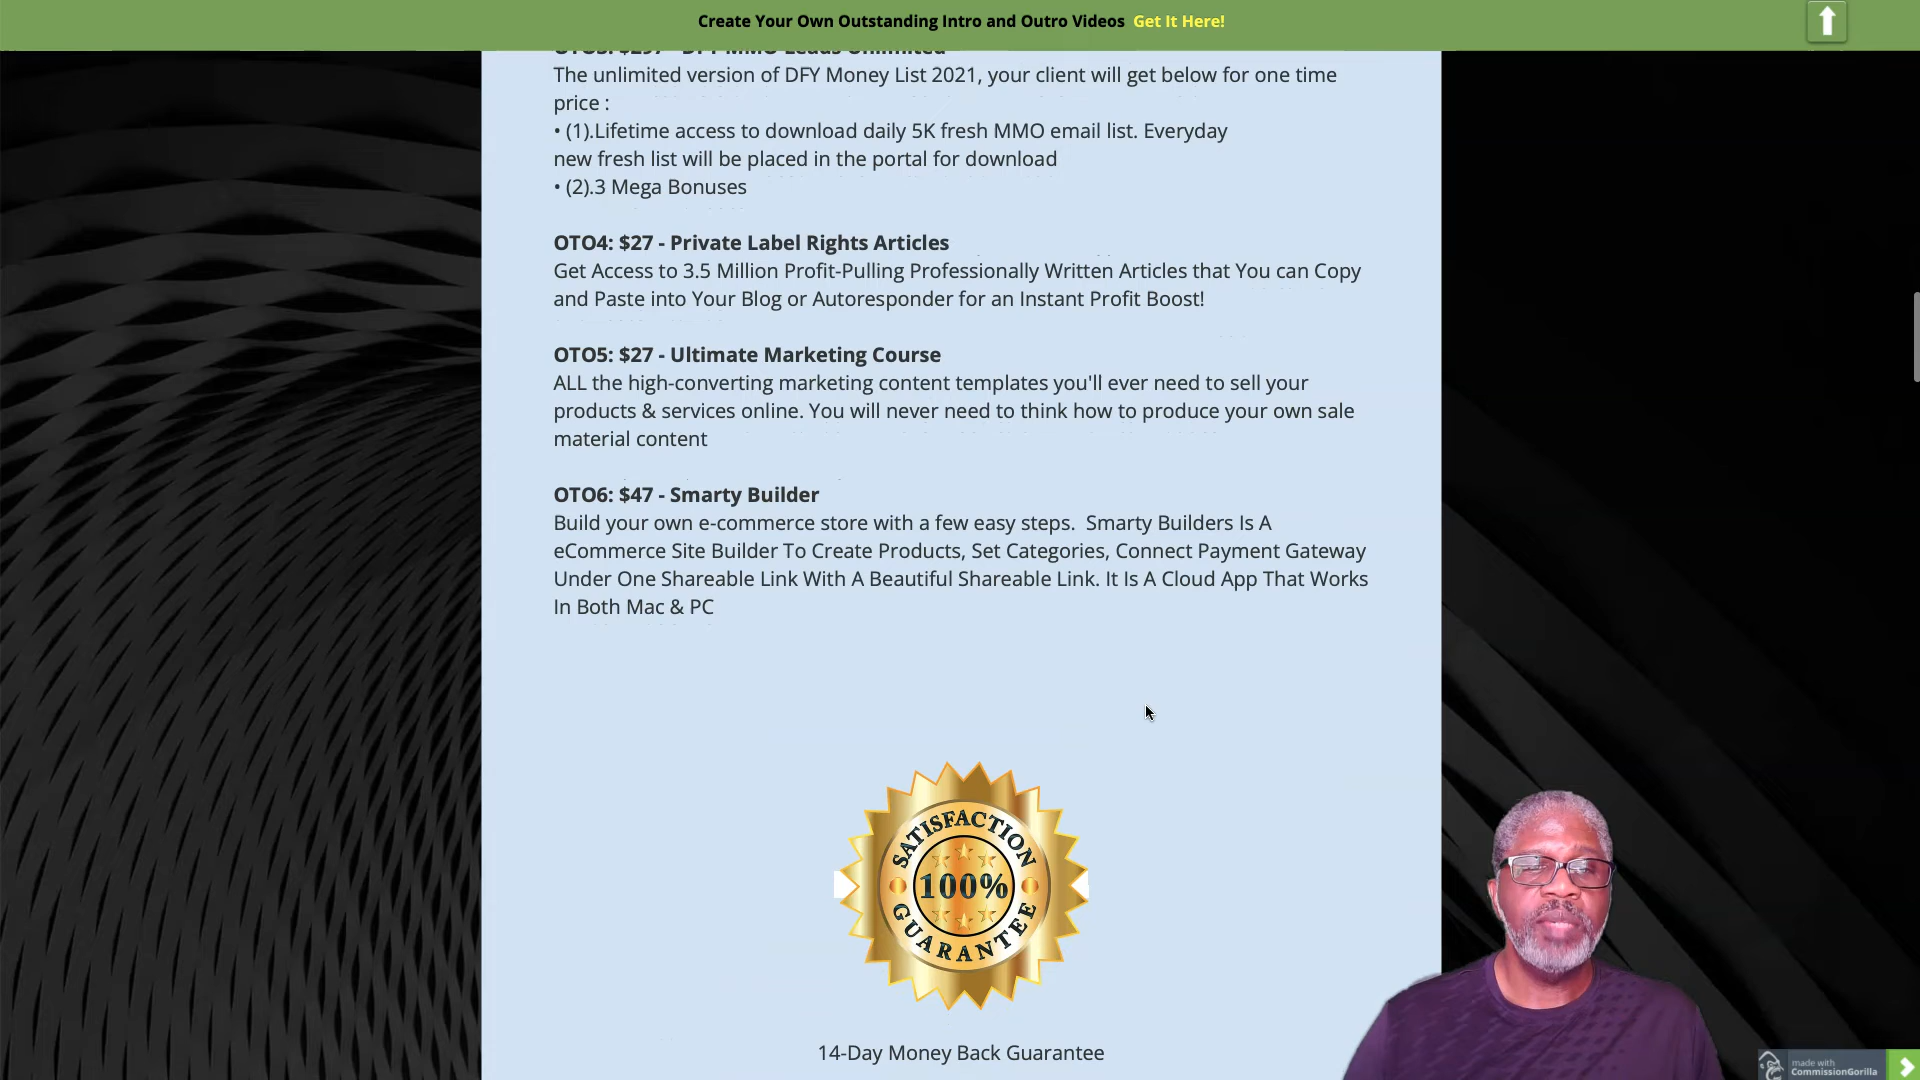 Create Your Own Outstanding Intro and Outro Videos Get It Here!
OTO3: $297 - DFY MMO Leads Unlimited
The unlimited version of DFY Money List 2021, your client will get below for one time
price :
• (1).Lifetime access to download daily 5K fresh MMO email list. Everyday
new fresh list will be placed in the portal for download
• (2).3 Mega Bonuses
OTO4: $27 - Private Label Rights Articles
Get Access to 3.5 Million Profit-Pulling Professionally Written Articles that You can Copy
and Paste into Your Blog or Autoresponder for an Instant Profit Boost!
OTO5: $27 - Ultimate Marketing Course
ALL the high-converting marketing content templates you'll ever need to sell your
products & services online. You will never need to think how to produce your own sale
material content
OTO6: $47 - Smarty Builder
Build your own e-commerce store with a few easy steps.  Smarty Builders Is A
eCommerce Site Builder To Create Products, Set Categories, Connect Payment Gateway
Under One Shareable Link With A Beautiful Shareable Link. It Is A Cloud App That Works
In Both Mac & PC
SATISFACTION
100%
GUARANTEE
14-Day Money Back Guarantee
made with
CommissionGorilla